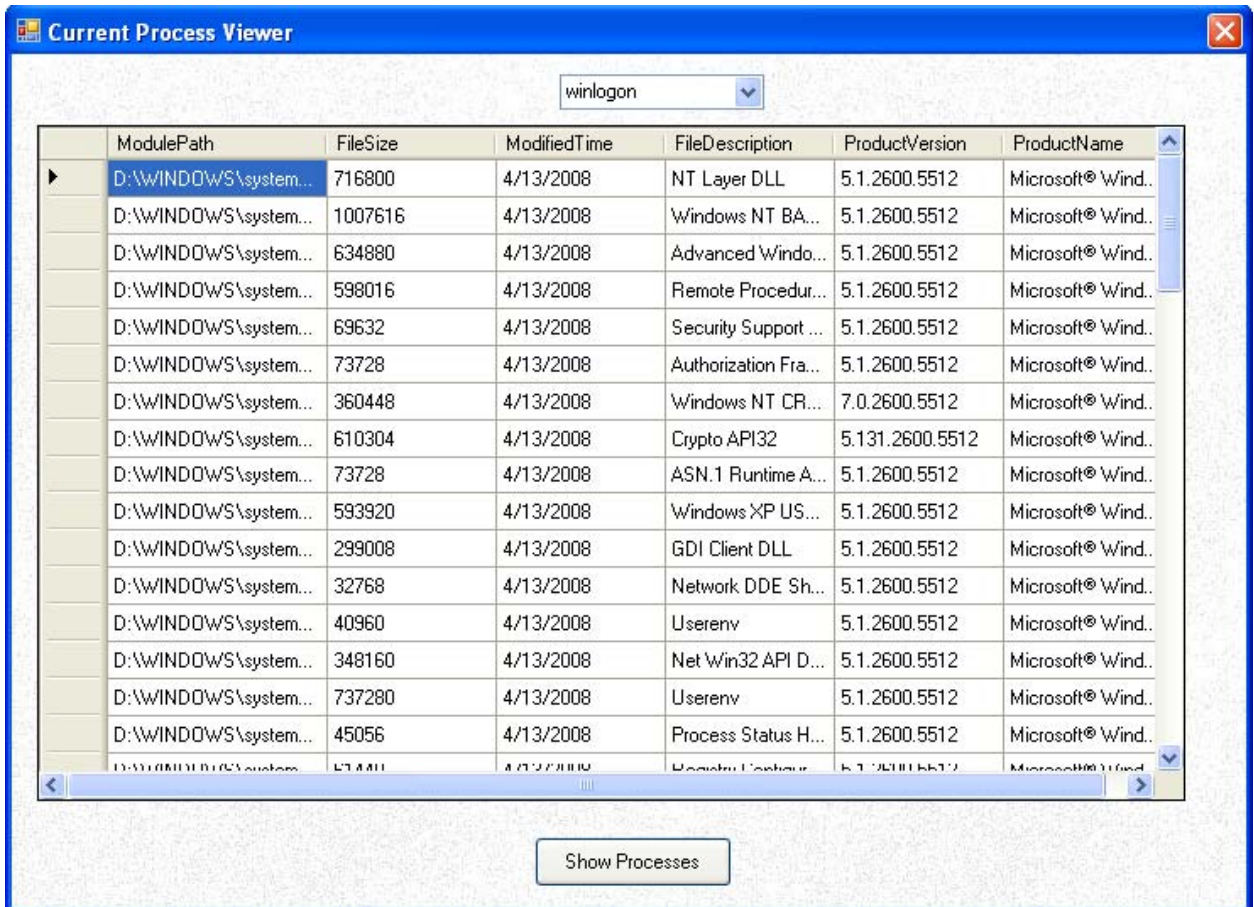 Current Process Viewer
winlogon
ModulePath FileSize ModifiedTime FileDescription ProductVersion ProductName
D:\WINDOWS\system... 716800 4/13/2008 NT Layer DLL 5.1.2600.5512 Microsoft® Wind..
D:\WINDOWS\system... 1007616 4/13/2008 Windows NT BA... 5.1.2600.5512 Microsoft® Wind..
D:\WINDOWS\system... 634880 4/13/2008 Advanced Windo... 5.1.2600.5512 Microsoft® Wind..
D:\WINDOWS\system... 598016 4/13/2008 Remote Procedur... 5.1.2600.5512 Microsoft® Wind..
D:\WINDOWS\system... 69632 4/13/2008 Security Support ... 5.1.2600.5512 Microsoft® Wind..
D:\WINDOWS\system... 73728 4/13/2008 Authorization Fra... 5.1.2600.5512 Microsoft® Wind..
D:\WINDOWS\system... 360448 4/13/2008 Windows NT CR... 7.0.2600.5512 Microsoft® Wind..
D:\WINDOWS\system... 610304 4/13/2008 Crypto API32 5.131.2600.5512 Microsoft® Wind..
D:\WINDOWS\system... 73728 4/13/2008 ASN.1 Runtime A... 5.1.2600.5512 Microsoft® Wind..
D:\WINDOWS\system... 593920 4/13/2008 Windows XP US... 5.1.2600.5512 Microsoft® Wind..
D:\WINDOWS\system... 299008 4/13/2008 GDI Client DLL 5.1.2600.5512 Microsoft® Wind..
D:\WINDOWS\system... 32768 4/13/2008 Network DDE Sh... 5.1.2600.5512 Microsoft® Wind..
D:\WINDOWS\system... 40960 4/13/2008 Userenv 5.1.2600.5512 Microsoft® Wind..
D:\WINDOWS\system... 348160 4/13/2008 Net Win32 API D... 5.1.2600.5512 Microsoft® Wind..
D:\WINDOWS\system... 737280 4/13/2008 Userenv 5.1.2600.5512 Microsoft® Wind..
D:\WINDOWS\system... 45056 4/13/2008 Process Status H... 5.1.2600.5512 Microsoft® Wind..
Show Processes